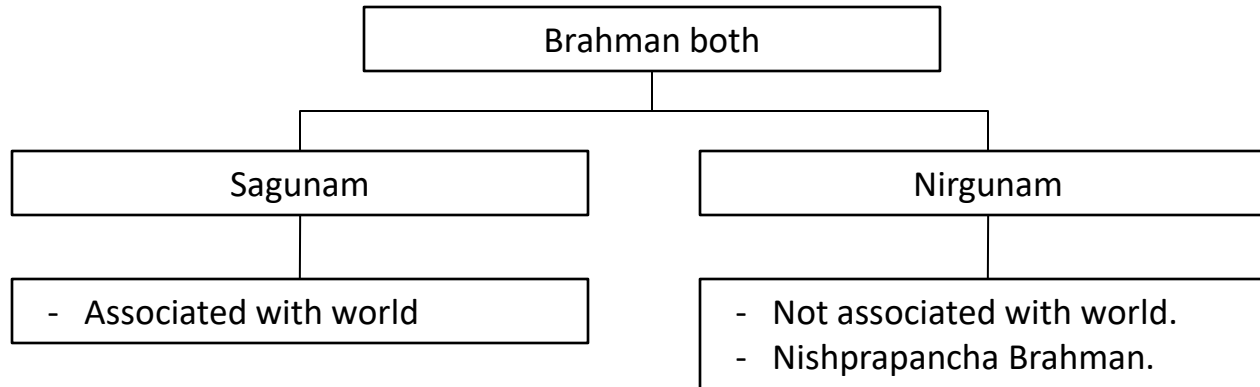 Brahman both
Sagunam
Nirgunam
- Associated with world
- Not associated with world.
- Nishprapancha Brahman.